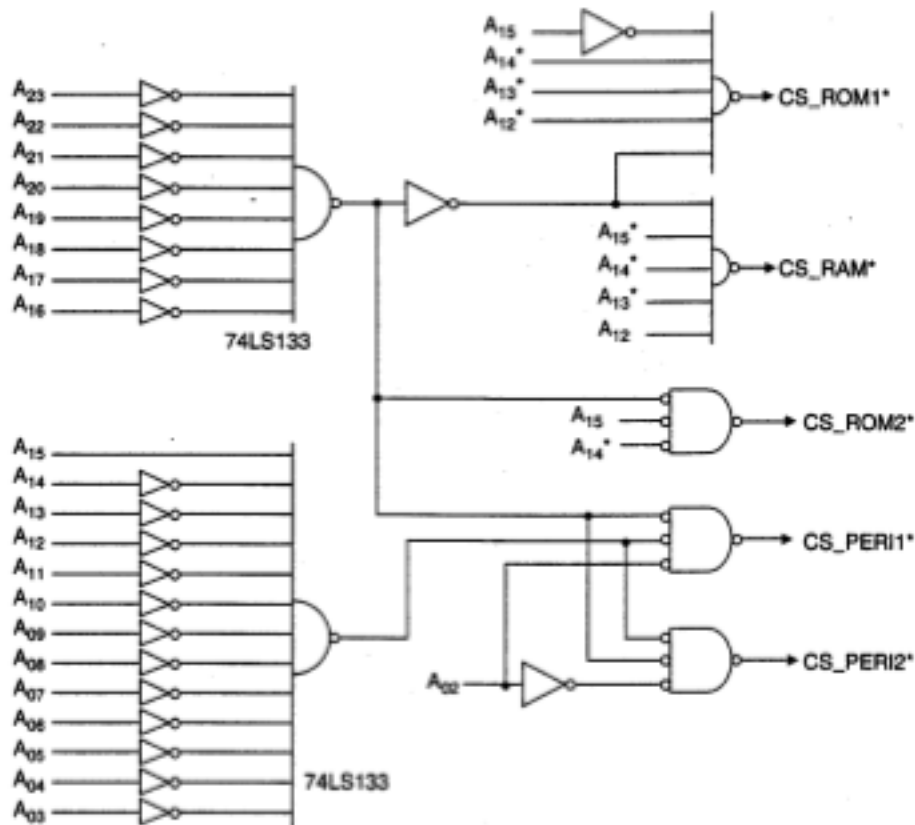 A23
A22
A21
A20
A19
A18
A17
A16
74LS133
A15
A14*
A13*
A12*
CS_ROM1*
A15*
A14*
A13*
A12
CS_RAM*
A15
A14*
CS_ROM2*
A15
A14
A13
A12
A11
A10
A09
A08
A07
A06
A05
A04
A03
74LS133
CS_PERI1*
A02
CS_PERI2*